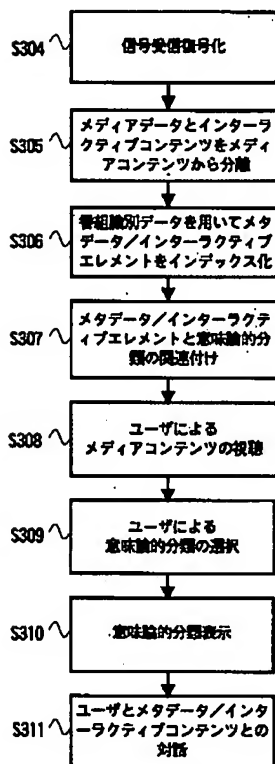 S304
信号受信復号化
S305
メディアデータとインターラ
クティブコンテンツをメディ
アコンテンツから分離
S306
番組識別データを用いてメタ
データ/インターラクティブ
エレメントをインデックス化
S307
メタデータ/インターラクテ
ィブエレメントと意味論的分
類の関連付け
S308
ユーザによる
メディアコンテンツの視聴
S309
ユーザによる
意味論的分類の選択
S310
意味論的分類表示
S311
ユーザとメタデータ/インタ
ーラクティブコンテンツとの
対話